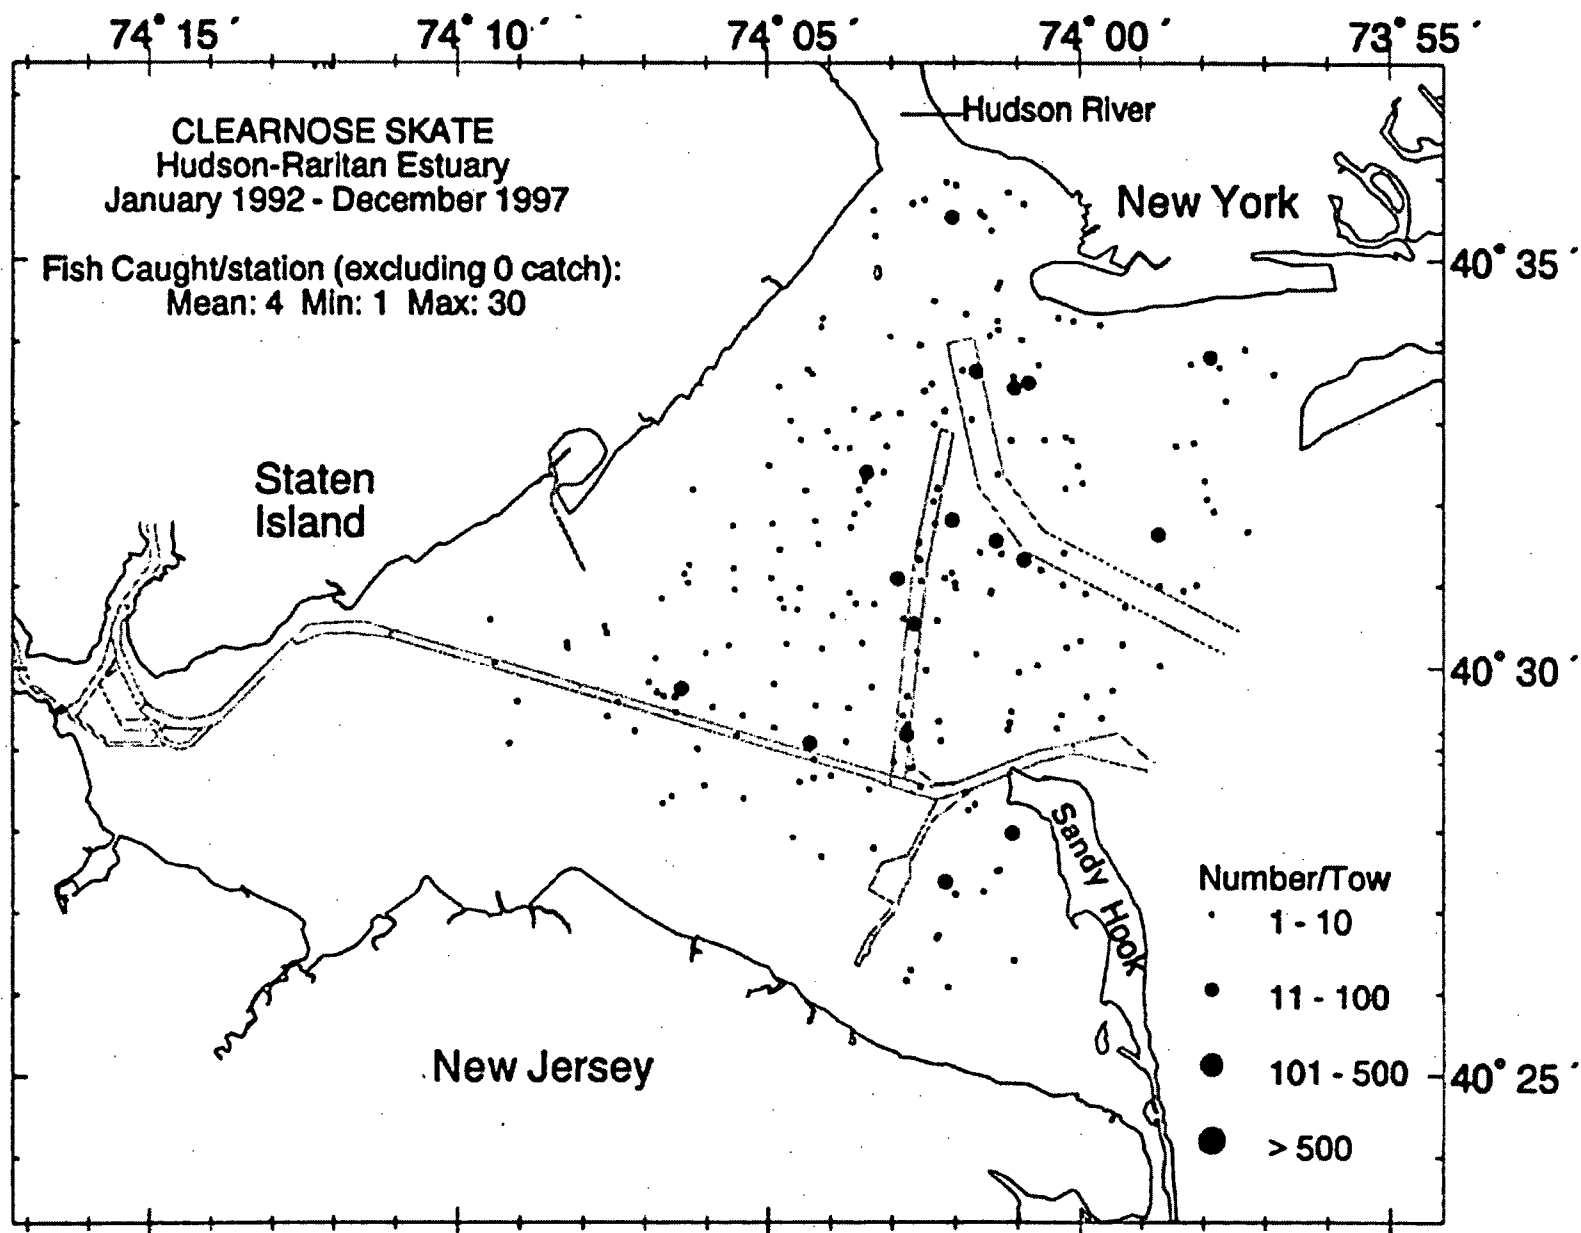 74° 15 ´ 74° 10 ´ 74° 05 ´ 74° 00 ´ 73° 55 ´
Hudson River
CLEARNOSE SKATE
Hudson-Raritan Estuary
January 1992 - December 1997
New York
Fish Caught/station (excluding 0 catch):
Mean: 4 Min: 1 Max: 30
40° 35 ´
Staten
Island
40° 30 ´
Sandy Hook
Number/Tow
1 - 10
11 - 100
101 - 500
> 500
New Jersey
40° 25 ´